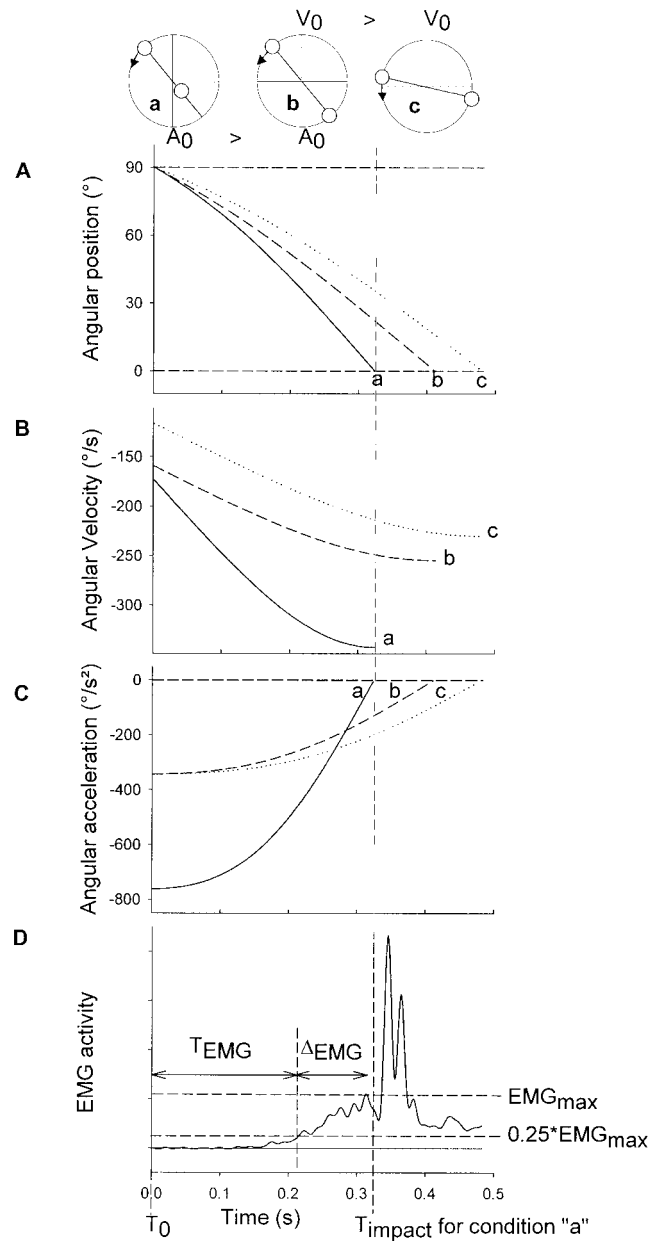 V0 > V0
a b c
A0 > A0
A
90
60
30
0
Angular position (°)
a b c
B
-150
-200
-250
-300
Angular Velocity (°/s)
c
b
a
C
0
-200
-400
-600
-800
Angular acceleration (°/s²)
a b c
D
EMG activity
TEMG ΔEMG
EMGmax
0.25*EMGmax
0.0 0.1 0.2 0.3 0.4 0.5
T0 Time (s) Timpact for condition "a"